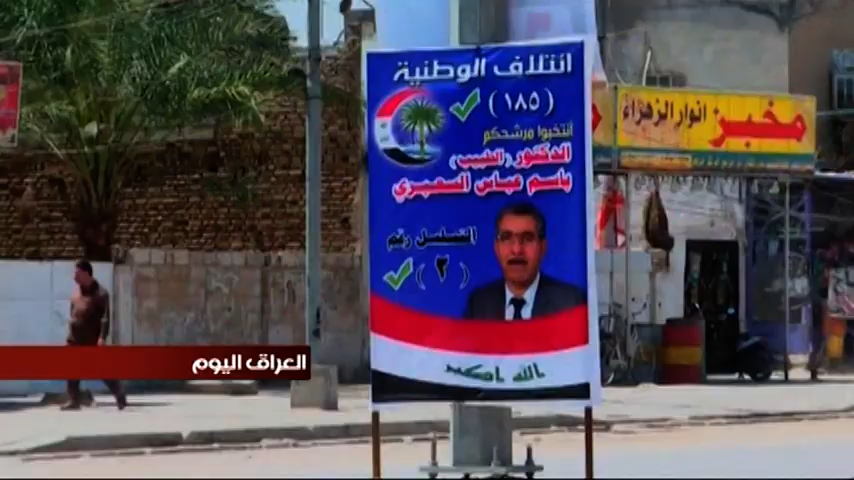 ائتلاف الوطنية
(١٨٥)
انتخبوا مرشحكم
الدكتور (الطبيب)
باسم عباس السعبري
التسلسل رقم
(٢)
الله اكبر
مخبز انوار الزهراء
العراق اليوم